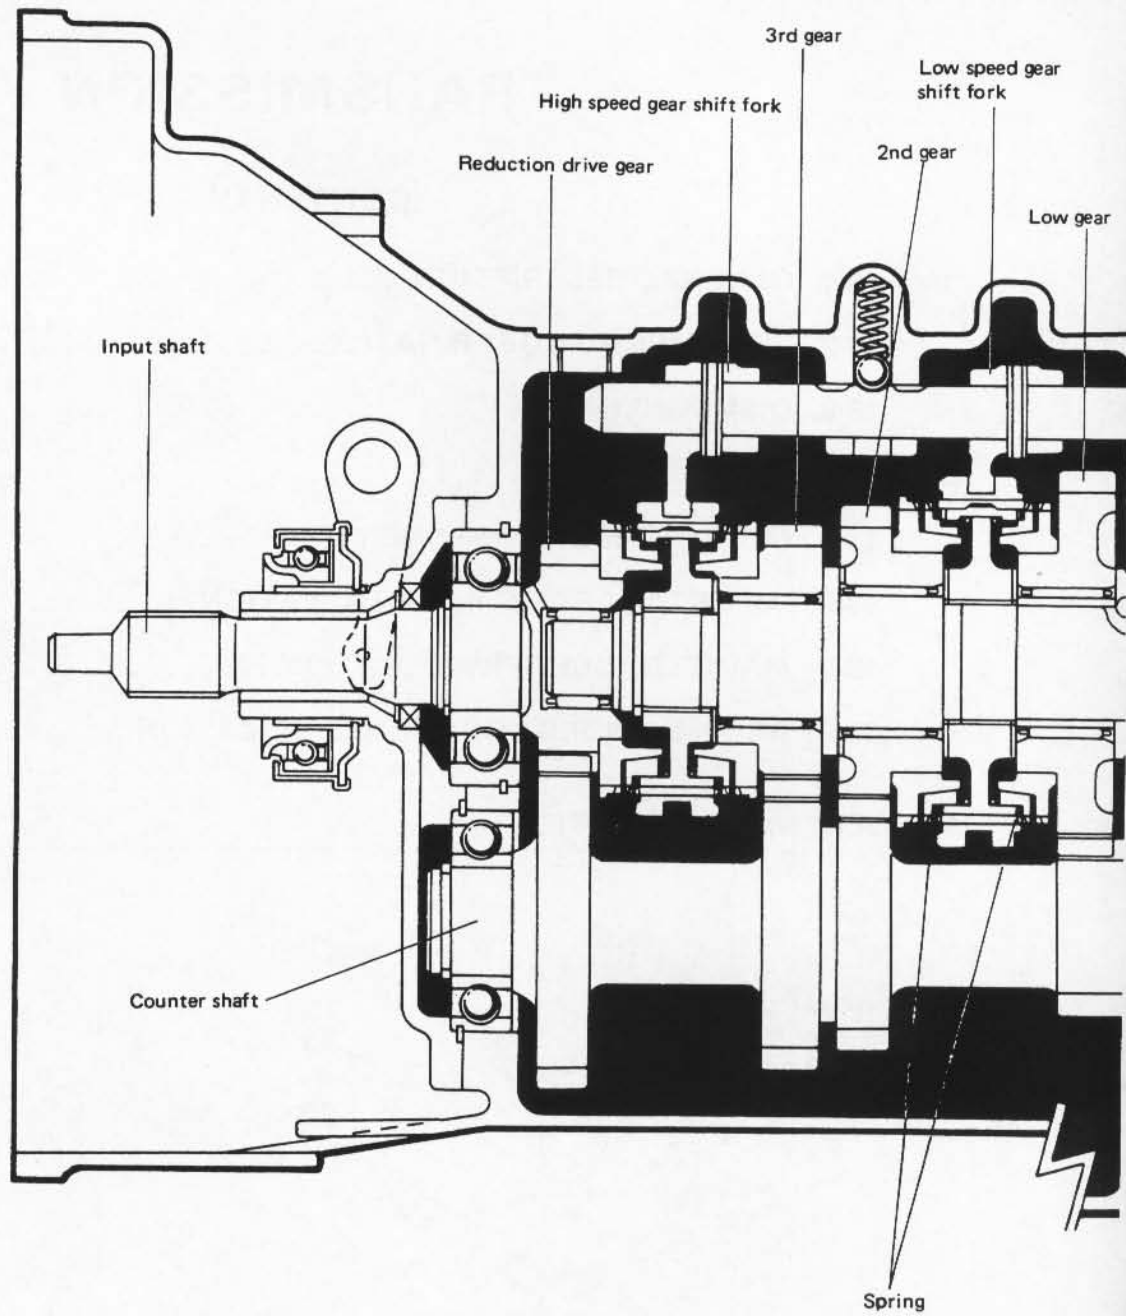 3rd gear
Low speed gear
shift fork
High speed gear shift fork
2nd gear
Reduction drive gear
Low gear
Input shaft
Counter shaft
Spring